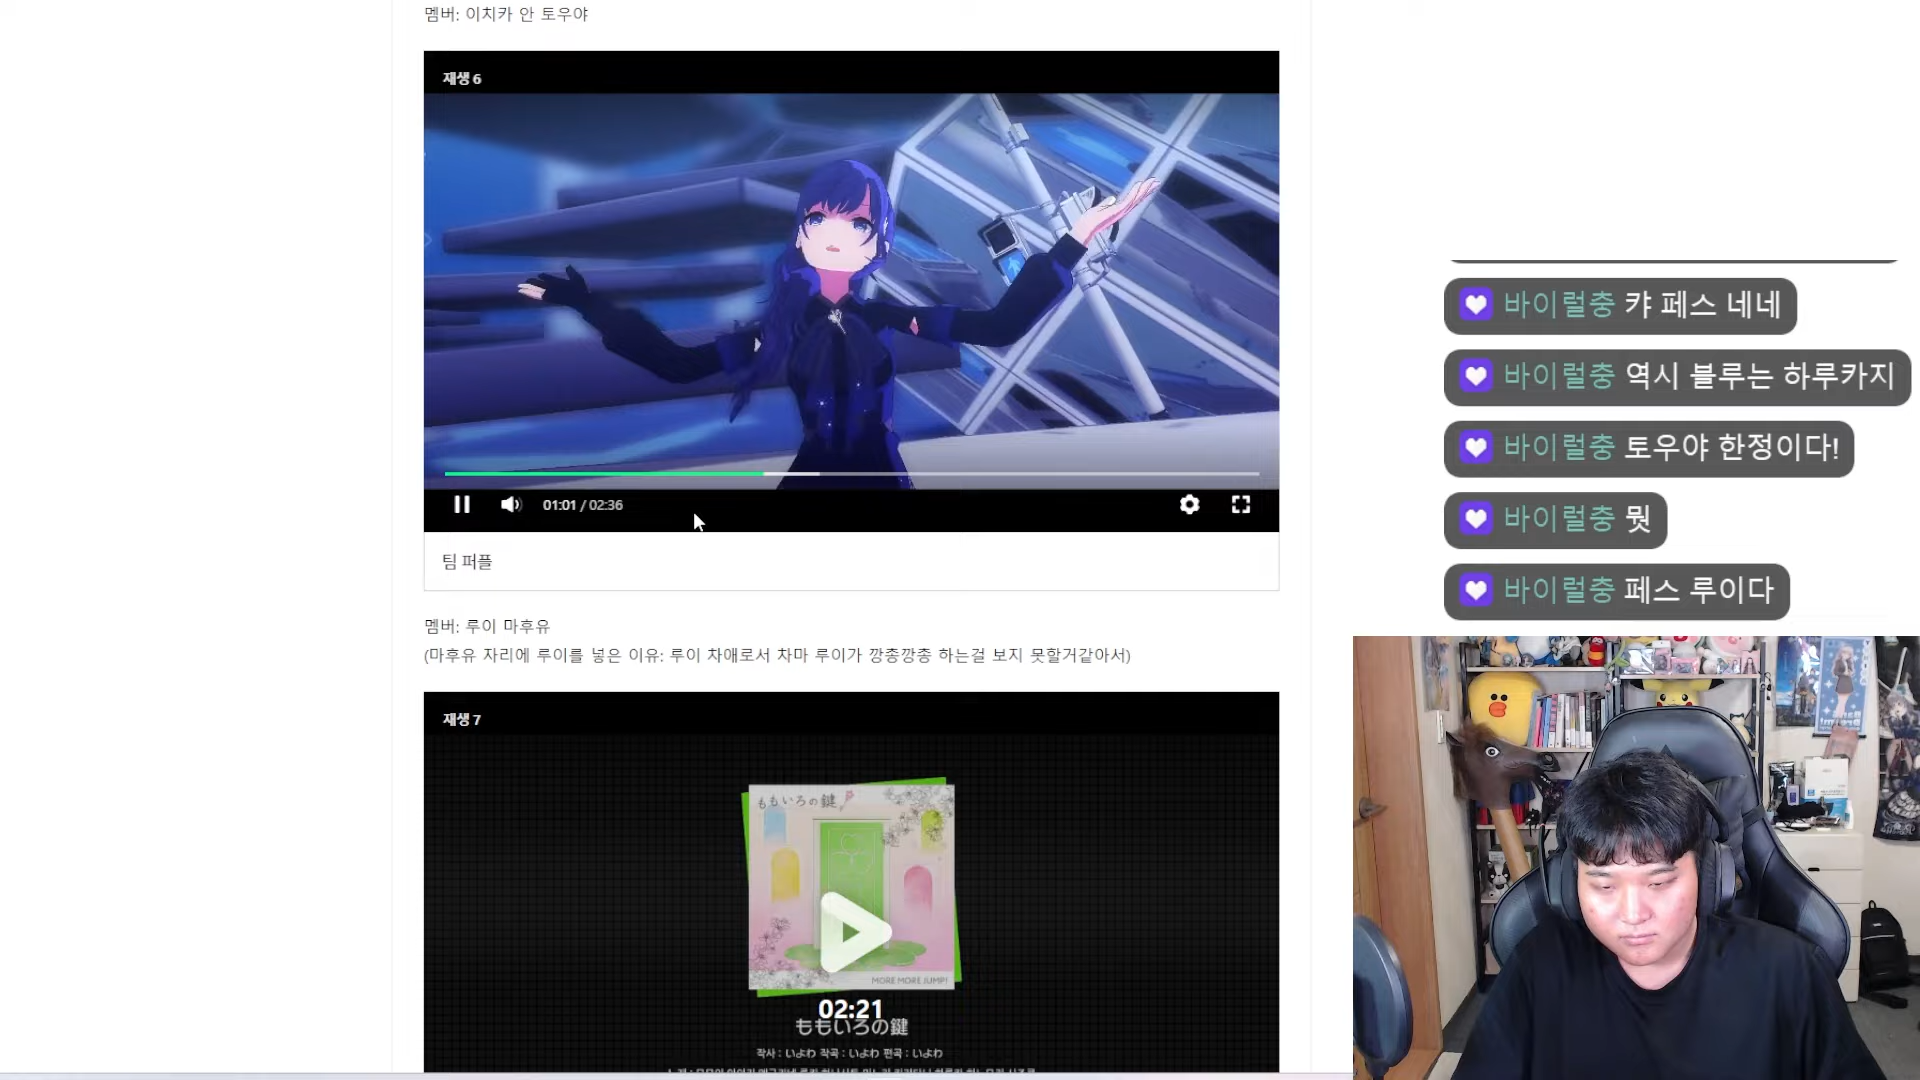 멤버: 이치카 안 토우야
재생 6
01:01 / 02:36
팀 퍼플
멤버: 루이 마후유
(마후유 자리에 루이를 넣은 이유: 루이 차애로서 차마 루이가 깡총깡총 하는걸 보지 못할거같아서)
재생 7
ももいろの鍵
MORE MORE JUMP!
02:21
ももいろの鍵
작사 : いよわ 작곡 : いよわ 편곡 : いよわ
바이럴충 캬 페스 네네
바이럴충 역시 블루는 하루카지
바이럴충 토우야 한정이다!
바이럴충 뭣
바이럴충 페스 루이다